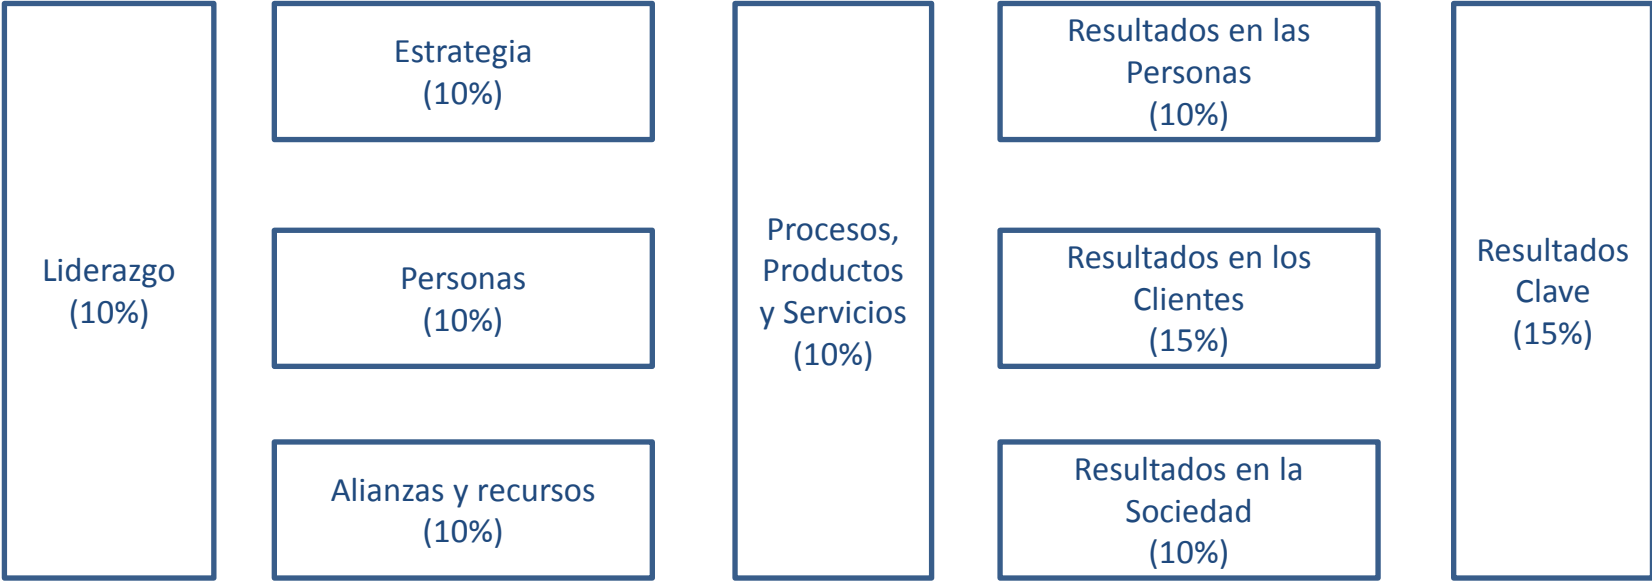 Liderazgo
(10%)
Estrategia
(10%)
Personas
(10%)
Alianzas y recursos
(10%)
Procesos,
Productos
y Servicios
(10%)
Resultados en las
Personas
(10%)
Resultados en los
Clientes
(15%)
Resultados en la
Sociedad
(10%)
Resultados
Clave
(15%)